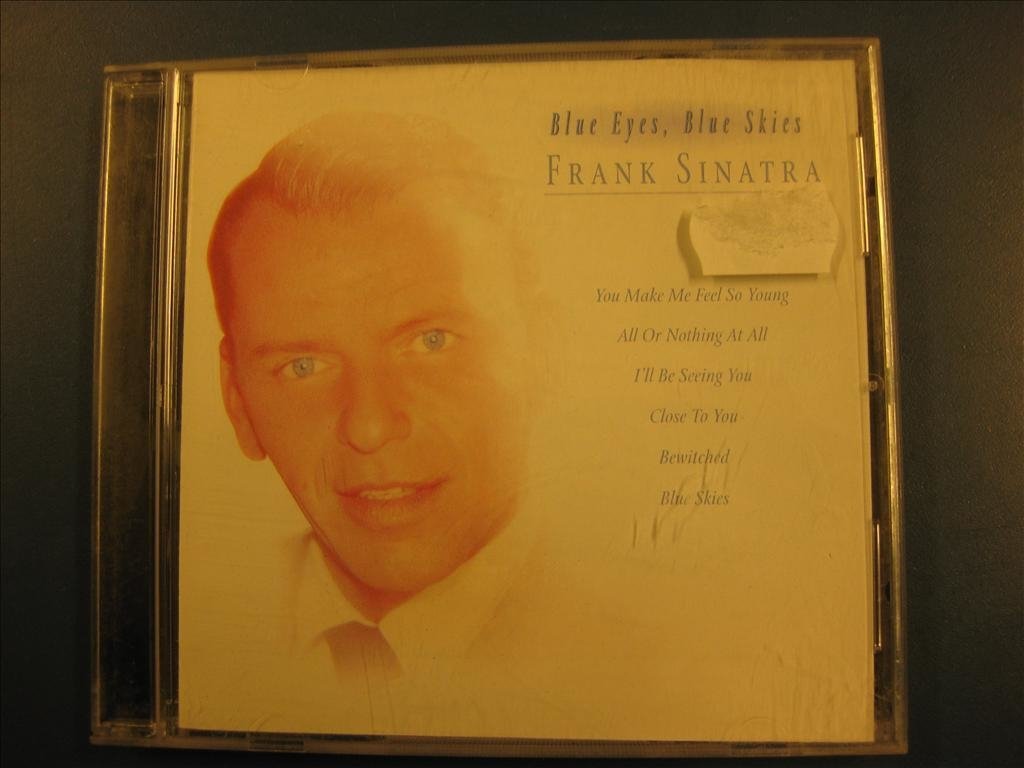 Blue Eyes, Blue Skies
FRANK SINATRA
You Make Me Feel So Young
All Or Nothing At All
I'll Be Seeing You
Close To You
Bewitched
Blue Skies